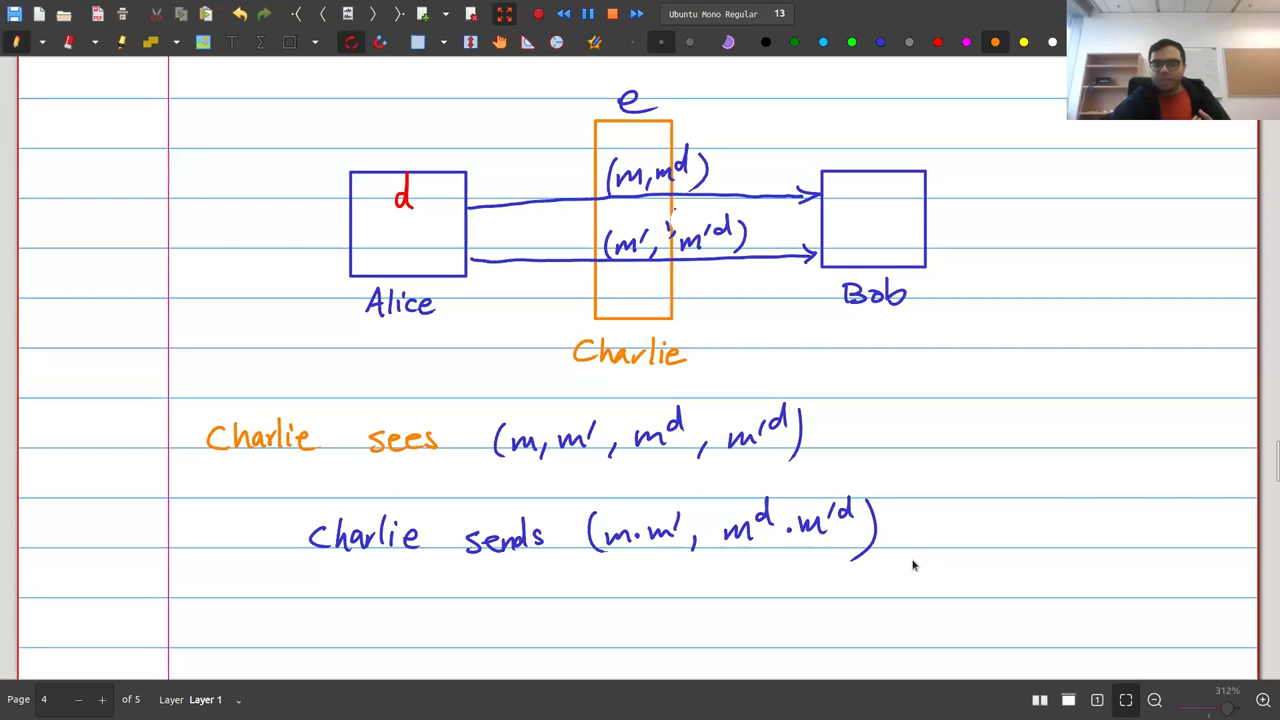 Ubuntu Mono Regular 13
e
d
(m, m^d)
(m', m'^d)
Alice
Bob
Charlie
Charlie sees (m, m', m^d, m'^d)
Charlie sends (m·m', m^d·m'^d)
Page 4 of 5 Layer Layer 1 312%